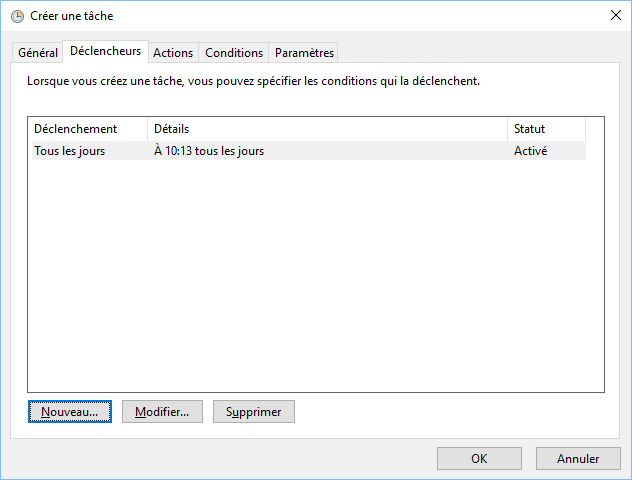 Créer une tâche
Général Déclencheurs Actions Conditions Paramètres
Lorsque vous créez une tâche, vous pouvez spécifier les conditions qui la déclenchent.
Déclenchement Détails Statut
Tous les jours À 10:13 tous les jours Activé
Nouveau... Modifier... Supprimer
OK Annuler